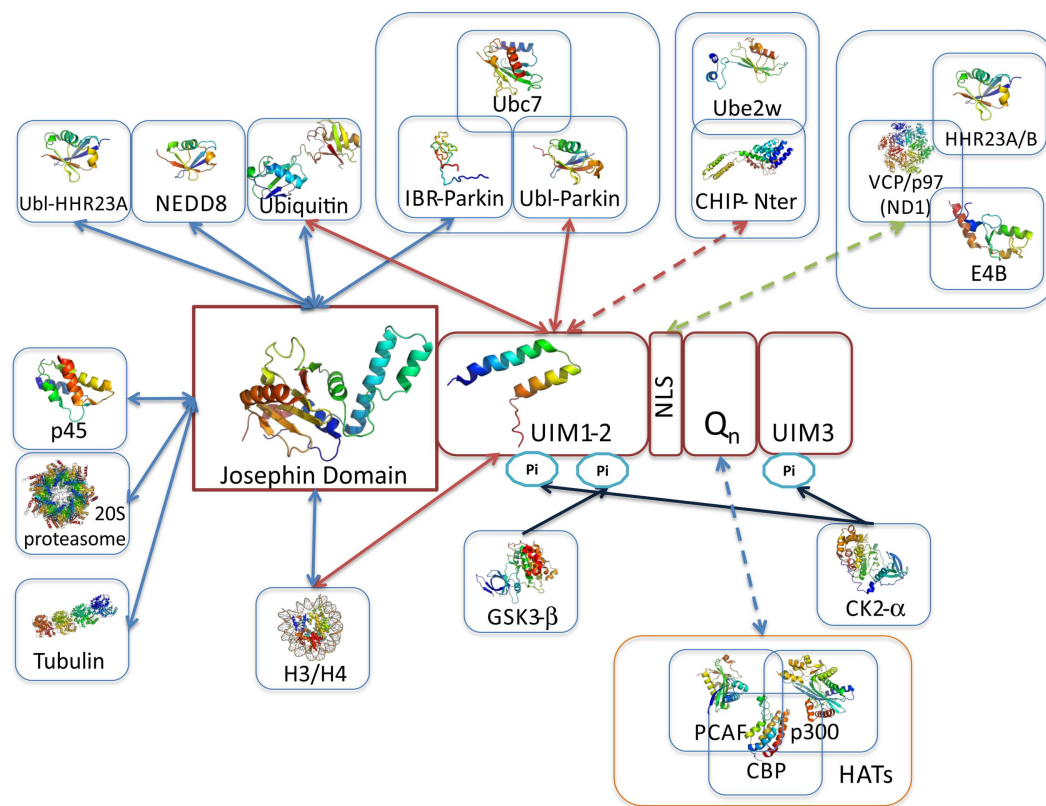 Ubc7
Ube2w
HHR23A/B
Ubl-HHR23A
NEDD8
Ubiquitin
IBR-Parkin
Ubl-Parkin
CHIP- Nter
VCP/p97
(ND1)
E4B
p45
20S
proteasome
Tubulin
Josephin Domain
UIM1-2
NLS
Qn
UIM3
Pi
Pi
Pi
H3/H4
GSK3-β
CK2-α
PCAF
p300
CBP
HATs